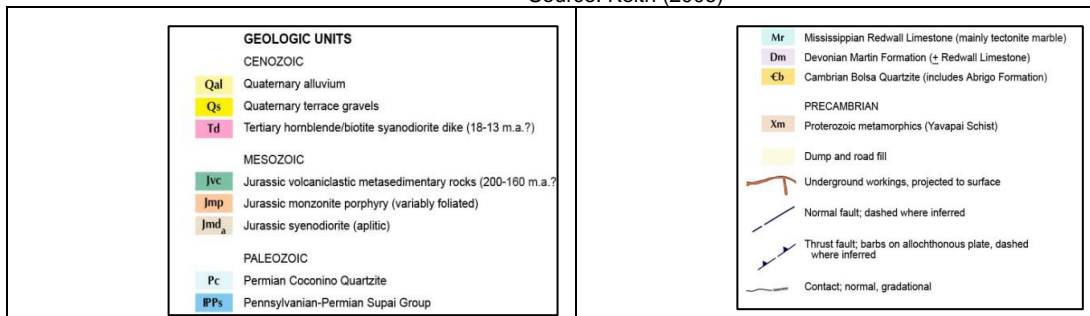 GEOLOGIC UNITS
CENOZOIC
Qal Quaternary alluvium
Qs Quaternary terrace gravels
Td Tertiary hornblende/biotite syanodiorite dike (18-13 m.a.?)
MESOZOIC
Jvc Jurassic volcaniclastic metasedimentary rocks (200-160 m.a.?
Jmp Jurassic monzonite porphyry (variably foliated)
Jmd a Jurassic syenodiorite (aplitic)
PALEOZOIC
Pc Permian Coconino Quartzite
IPPs Pennsylvanian-Permian Supai Group
Mr Mississippian Redwall Limestone (mainly tectonite marble)
Dm Devonian Martin Formation (± Redwall Limestone)
Єb Cambrian Bolsa Quartzite (includes Abrigo Formation)
PRECAMBRIAN
Xm Proterozoic metamorphics (Yavapai Schist)
Dump and road fill
Underground workings, projected to surface
Normal fault; dashed where inferred
Thrust fault; barbs on allochthonous plate, dashed
where inferred
Contact; normal, gradational